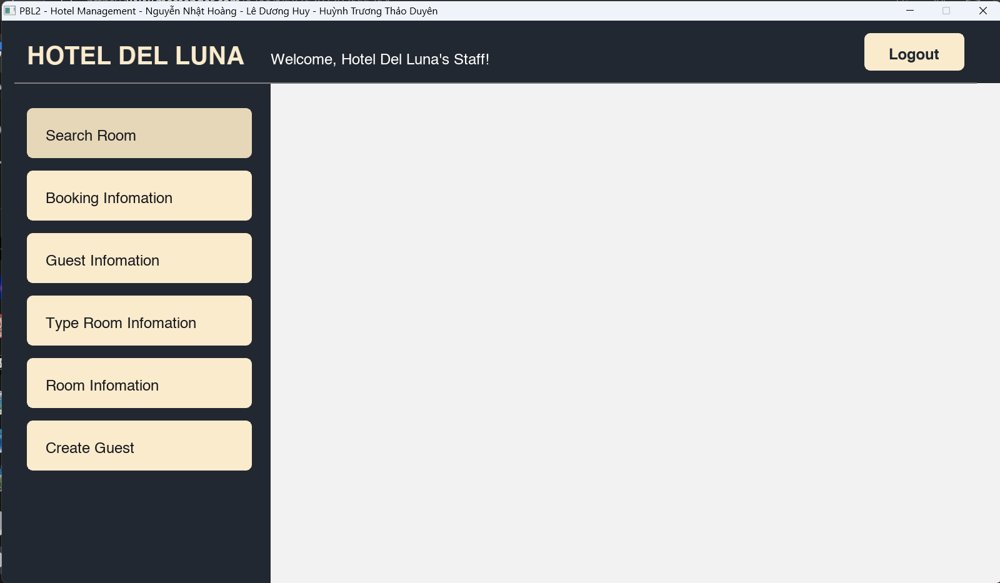 PBL2 - Hotel Management - Nguyễn Nhật Hoàng - Lê Dương Huy - Huỳnh Trương Thảo Duyên
HOTEL DEL LUNA
Welcome, Hotel Del Luna's Staff!
Logout
Search Room
Booking Infomation
Guest Infomation
Type Room Infomation
Room Infomation
Create Guest